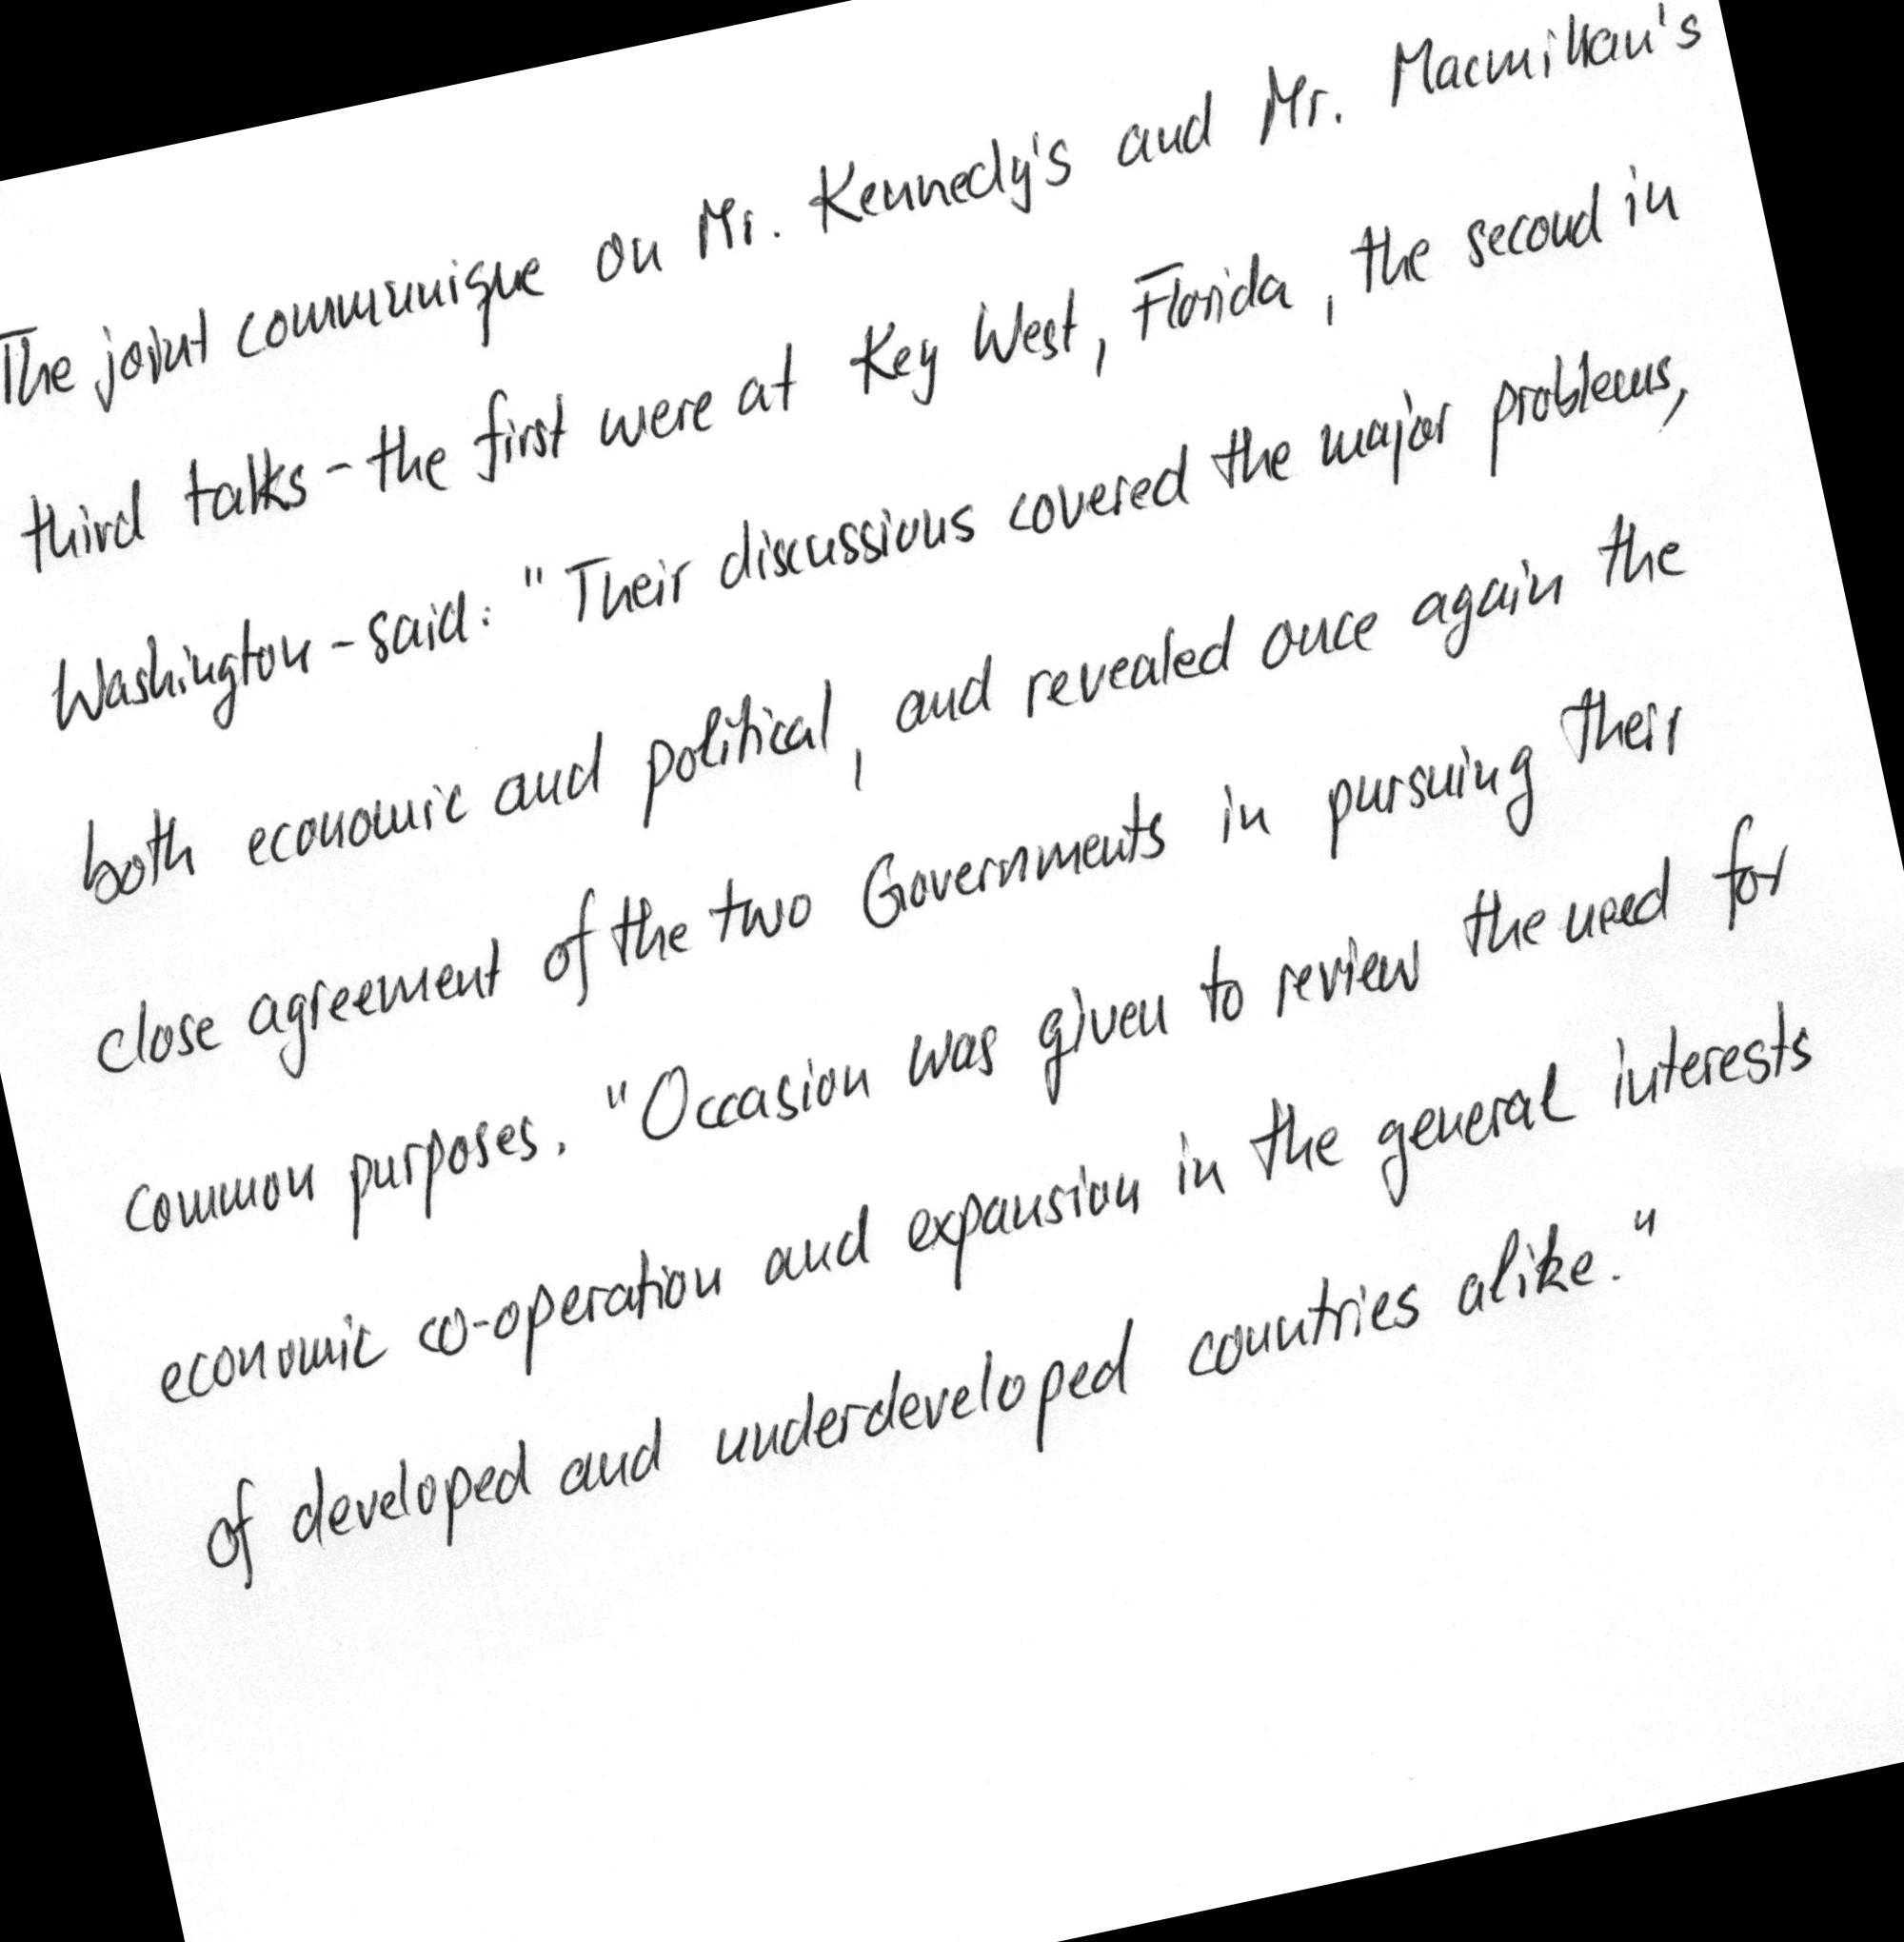 The joint communique on Mr. Kennedy's and Mr. Macmillan's
third talks - the first were at Key West, Florida, the second in
Washington - said: "Their discussions covered the major problems,
both economic and political, and revealed once again the
close agreement of the two Governments in pursuing their
common purposes. "Occasion was given to review the need for
economic co-operation and expansion in the general interests
of developed and underdeveloped countries alike."